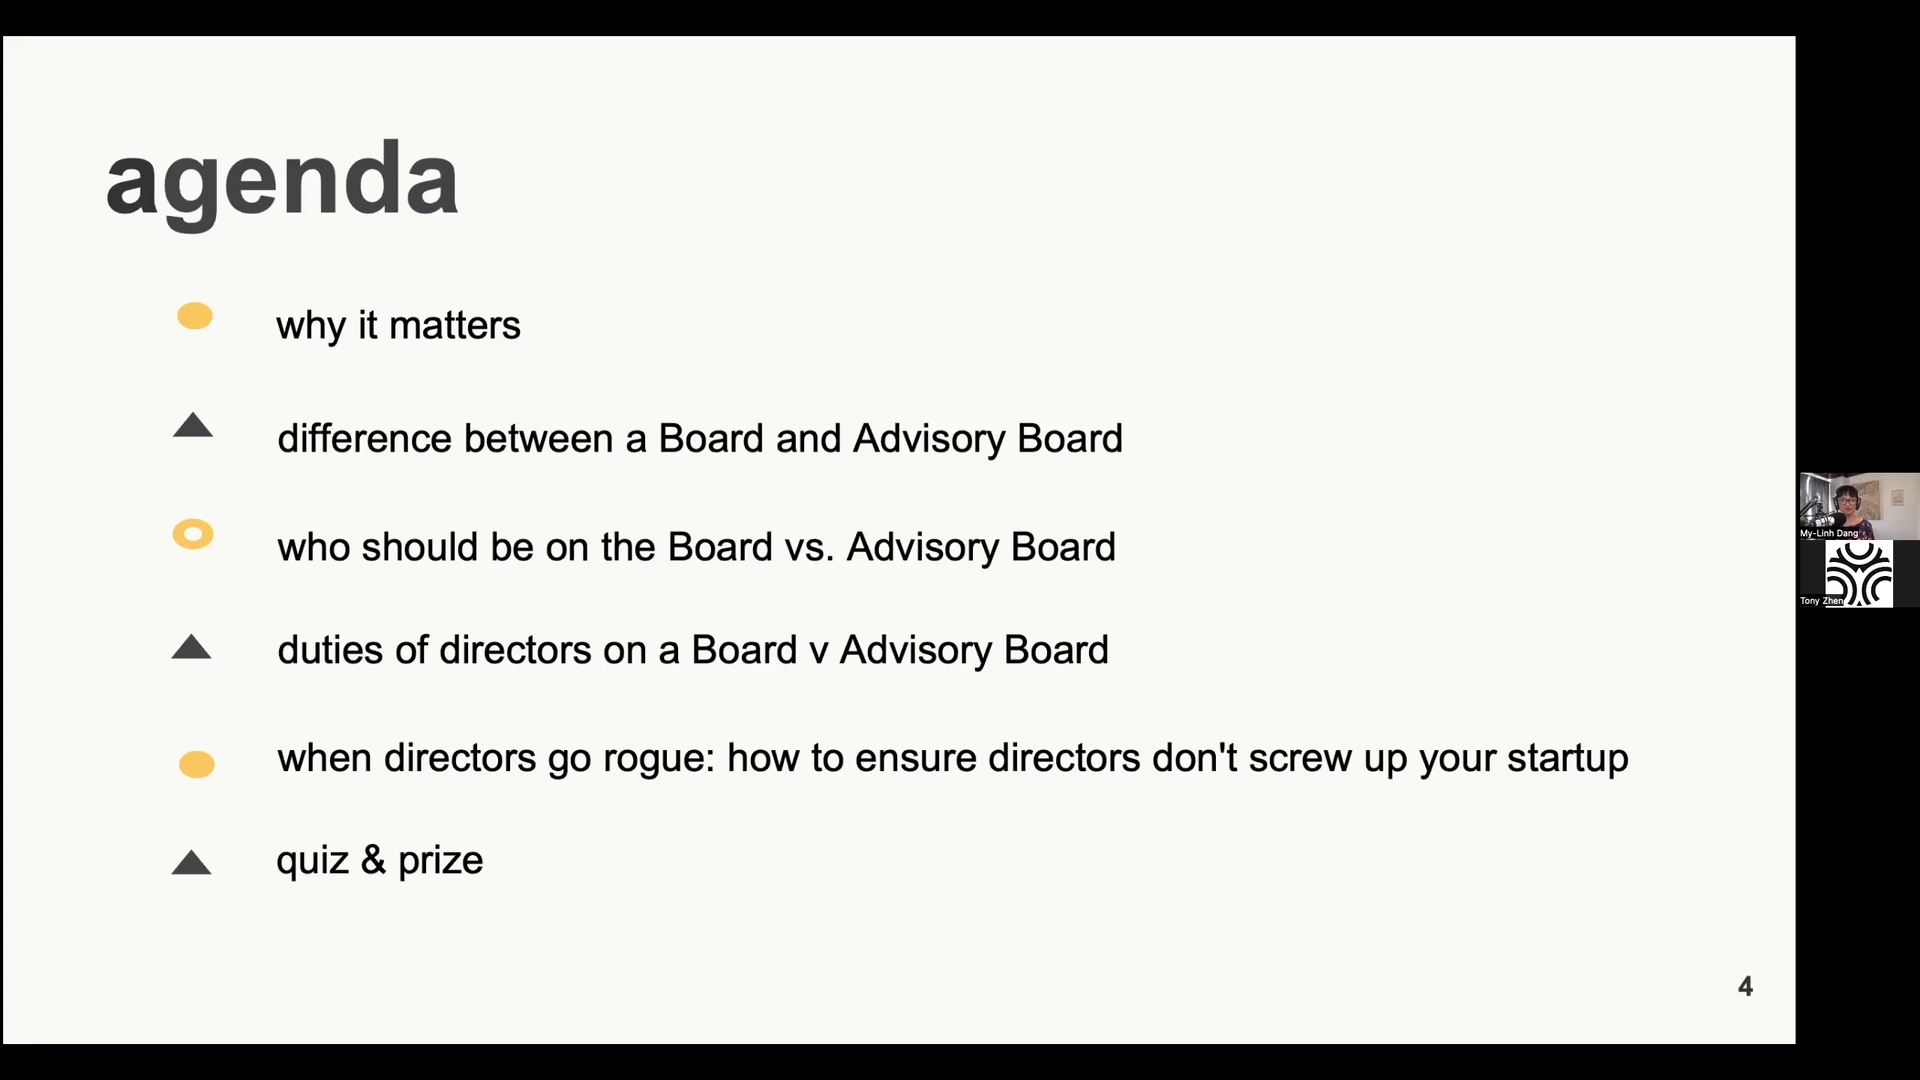 agenda
why it matters
difference between a Board and Advisory Board
who should be on the Board vs. Advisory Board
duties of directors on a Board v Advisory Board
when directors go rogue: how to ensure directors don't screw up your startup
quiz & prize
4
My-Linh Dang
Tony Zhen